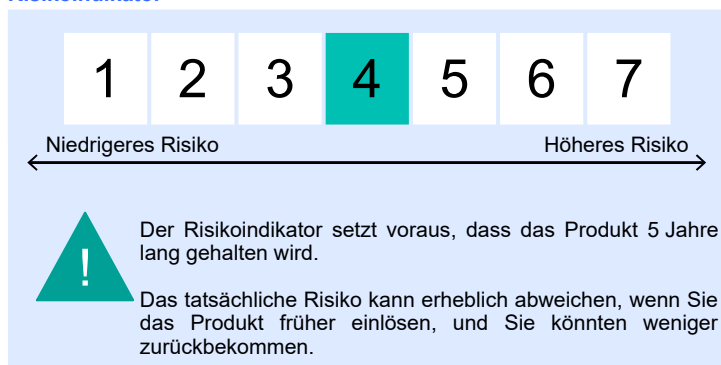 Risikoindikator
1 2 3 4 5 6 7
Niedrigeres Risiko Höheres Risiko
!
Der Risikoindikator setzt voraus, dass das Produkt 5 Jahre
lang gehalten wird.
Das tatsächliche Risiko kann erheblich abweichen, wenn Sie
das Produkt früher einlösen, und Sie könnten weniger
zurückbekommen.